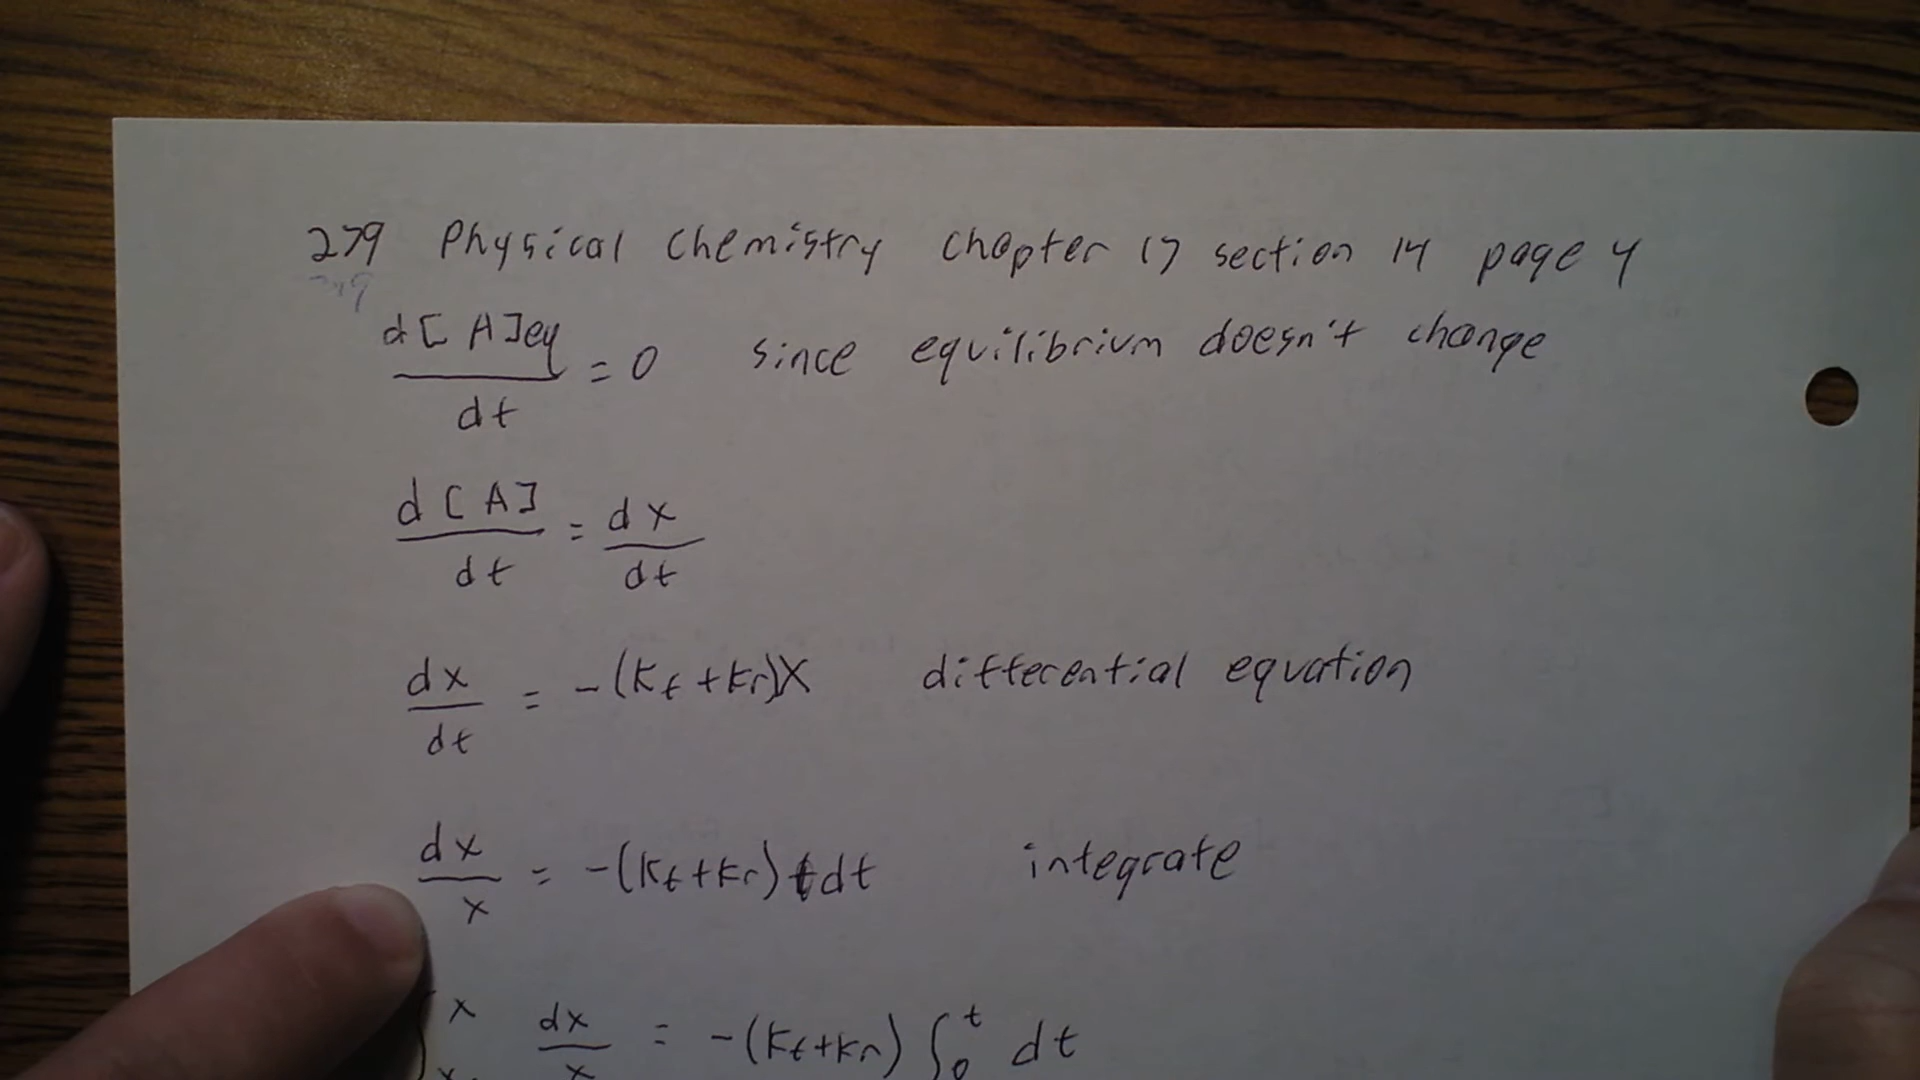 279 Physical Chemistry Chapter 17 section 14 page 4
d[A]eq/dt = 0 since equilibrium doesn't change
d[A]/dt = dx/dt
dx/dt = -(kf+kr)x differential equation
dx/x = -(kf+kr) dt integrate
∫ x dx/x = -(kf+kr) ∫₀ᵗ dt